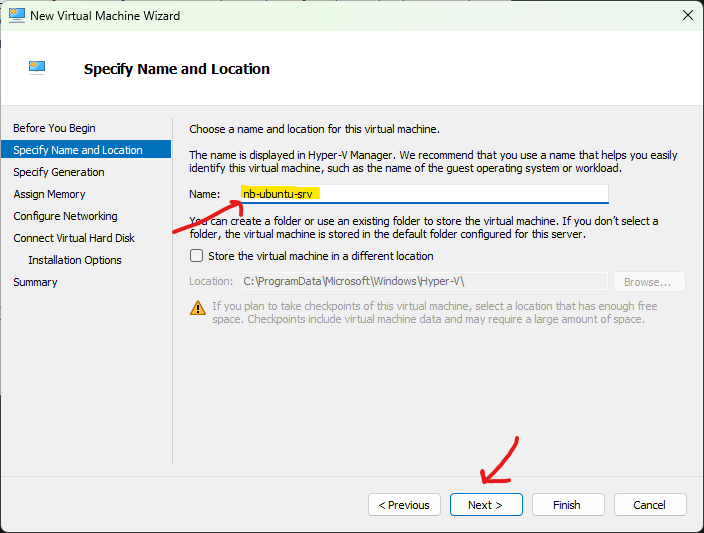 New Virtual Machine Wizard
Specify Name and Location
Before You Begin
Specify Name and Location
Specify Generation
Assign Memory
Configure Networking
Connect Virtual Hard Disk
Installation Options
Summary
Choose a name and location for this virtual machine.
The name is displayed in Hyper-V Manager. We recommend that you use a name that helps you easily
identify this virtual machine, such as the name of the guest operating system or workload.
Name: nb-ubuntu-srv
You can create a folder or use an existing folder to store the virtual machine. If you don't select a
folder, the virtual machine is stored in the default folder configured for this server.
Store the virtual machine in a different location
Location: C:\ProgramData\Microsoft\Windows\Hyper-V\ Browse...
If you plan to take checkpoints of this virtual machine, select a location that has enough free
space. Checkpoints include virtual machine data and may require a large amount of space.
< Previous Next > Finish Cancel